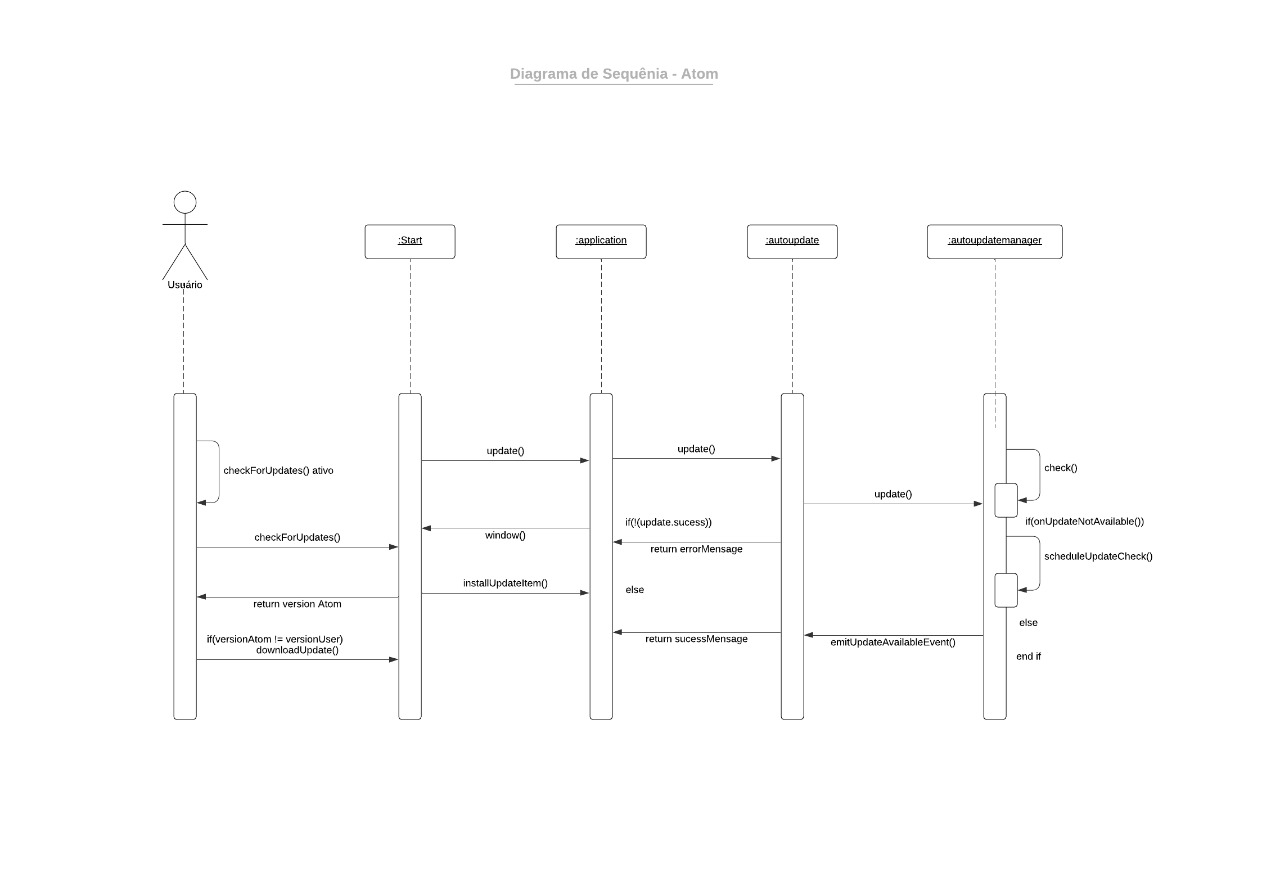 Diagrama de Sequênia - Atom
Usuário
:Start
:application
:autoupdate
:autoupdatemanager
update()
update()
check()
checkForUpdates() ativo
update()
if(!(update.sucess))
if(onUpdateNotAvailable())
checkForUpdates()
window()
return errorMensage
scheduleUpdateCheck()
installUpdateItem()
else
return version Atom
else
if(versionAtom != versionUser)
downloadUpdate()
return sucessMensage
emitUpdateAvailableEvent()
end if